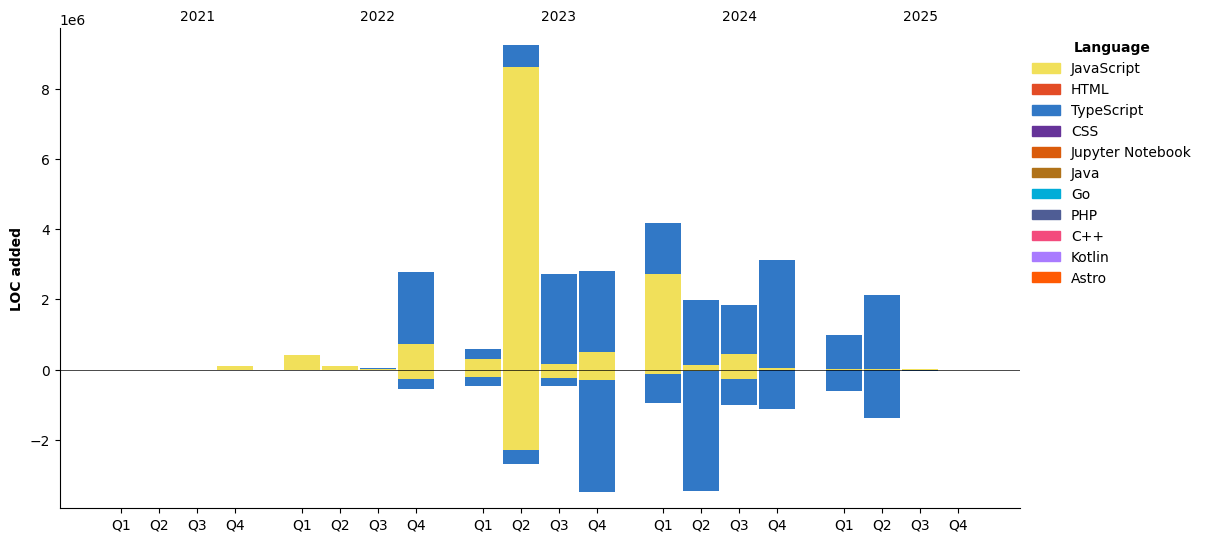 1e6
2021 2022 2023 2024 2025
LOC added
8
6
4
2
0
−2
Q1 Q2 Q3 Q4 Q1 Q2 Q3 Q4 Q1 Q2 Q3 Q4 Q1 Q2 Q3 Q4 Q1 Q2 Q3 Q4
Language
JavaScript
HTML
TypeScript
CSS
Jupyter Notebook
Java
Go
PHP
C++
Kotlin
Astro